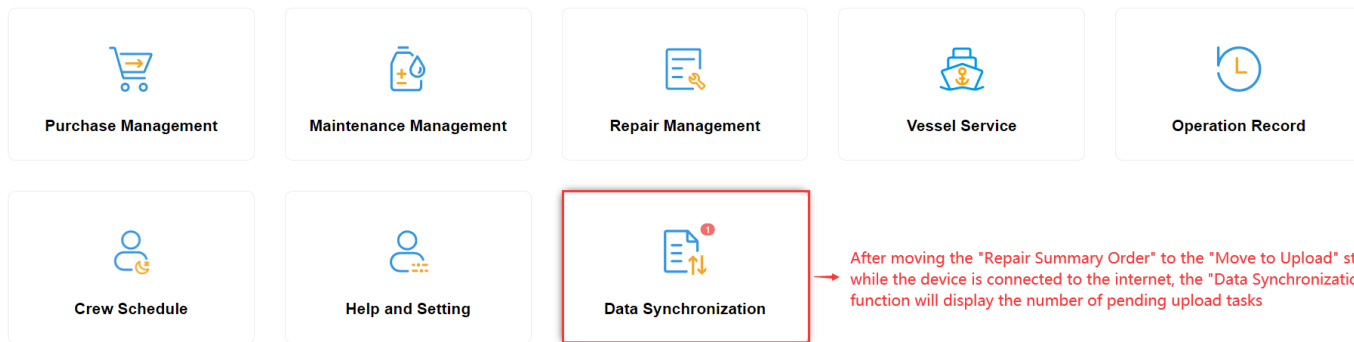 Purchase Management
Maintenance Management
Repair Management
Vessel Service
Operation Record
1
Crew Schedule
Help and Setting
Data Synchronization
After moving the "Repair Summary Order" to the "Move to Upload"
while the device is connected to the internet, the "Data
function will display the number of pending upload tasks